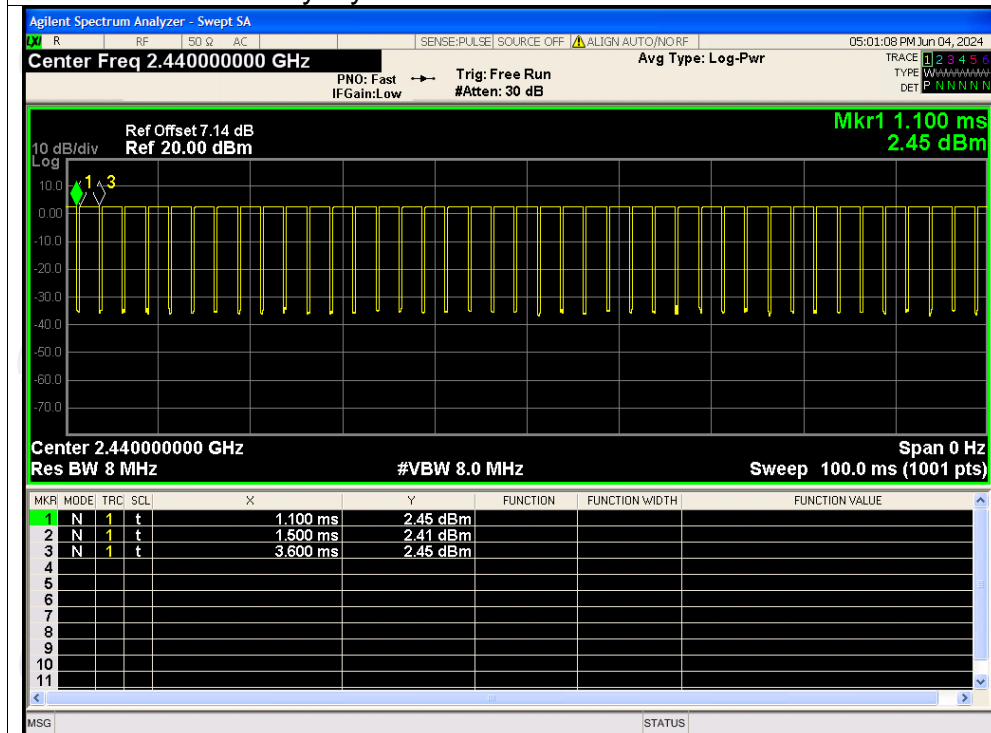 Agilent Spectrum Analyzer - Swept SA
LXI R RF 50 Ω AC SENSE:PULSE SOURCE OFF ALIGN AUTO/NO RF 05:01:08 PM Jun 04, 2024
Center Freq 2.440000000 GHz Avg Type: Log-Pwr TRACE 1 2 3 4 5 6
PNO: Fast Trig: Free Run TYPE
IFGain:Low #Atten: 30 dB DET P N N N N N
Mkr1 1.100 ms
Ref Offset 7.14 dB 2.45 dBm
10 dB/div Ref 20.00 dBm
Log
1 3
10.0
0.00
-10.0
-20.0
-30.0
-40.0
-50.0
-60.0
-70.0
Center 2.440000000 GHz Span 0 Hz
Res BW 8 MHz #VBW 8.0 MHz Sweep 100.0 ms (1001 pts)
MKR MODE TRC SCL X Y FUNCTION FUNCTION WIDTH FUNCTION VALUE
1 N 1 t 1.100 ms 2.45 dBm
2 N 1 t 1.500 ms 2.41 dBm
3 N 1 t 3.600 ms 2.45 dBm
4
5
6
7
8
9
10
11
MSG STATUS